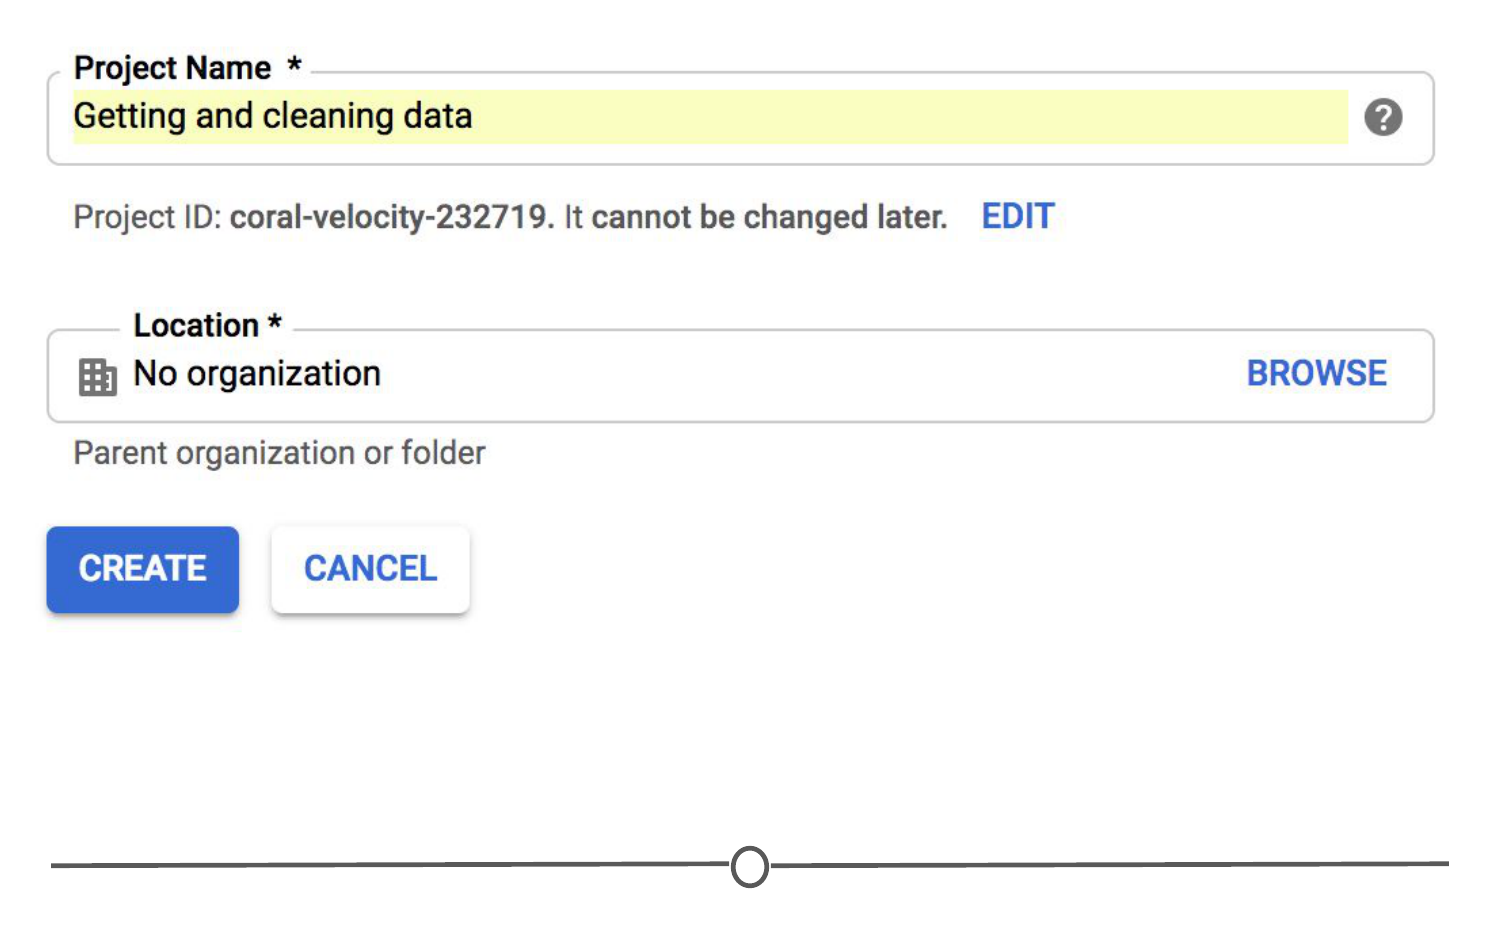 Project Name *
Getting and cleaning data
Project ID: coral-velocity-232719. It cannot be changed later. EDIT
Location *
No organization BROWSE
Parent organization or folder
CREATE CANCEL